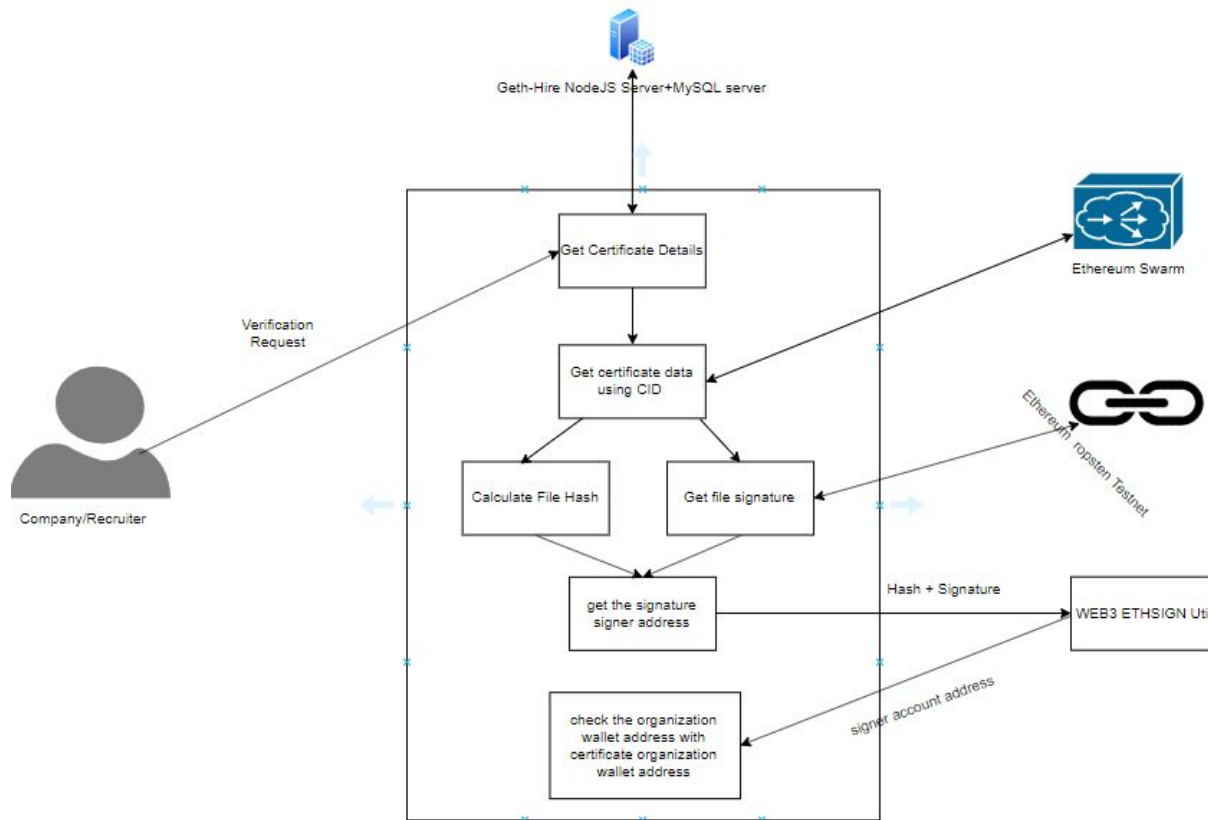 Geth-Hire NodeJS Server+MySQL server
Get Certificate Details
Ethereum Swarm
Verification
Request
Get certificate data
using CID
Ethereum ropsten Testnet
Calculate File Hash
Get file signature
Company/Recruiter
get the signature
signer address
Hash + Signature
WEB3 ETHSIGN Uti
signer account address
check the organization
wallet address with
certificate organization
wallet address